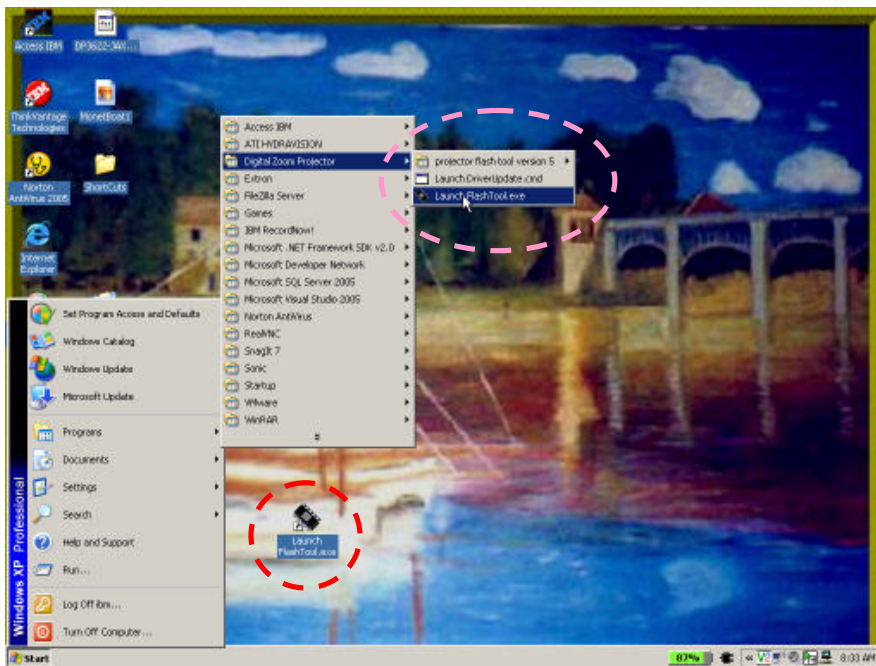 Access IBM
DP3622-JAX...
ThinkVantage
Technologies
MonetBoat1
Norton
AntiVirus 2005
ShortCuts
Internet
Explorer
Access IBM
ATI HYDRAVISION
Digital Zoom Projector
Extron
FileZilla Server
Games
IBM RecordNow!
Microsoft .NET Framework SDK v2.0
Microsoft Developer Network
Microsoft SQL Server 2005
Microsoft Visual Studio 2005
Norton AntiVirus
RealVNC
SnagIt 7
Sonic
Startup
VMware
WinRAR
projector flash tool version 5
Launch DriverUpdate.cmd
Launch FlashTool.exe
Set Program Access and Defaults
Windows Catalog
Windows Update
Microsoft Update
Programs
Documents
Settings
Search
Help and Support
Run...
Log Off ibm...
Turn Off Computer...
Windows XP Professional
Launch
FlashTool.exe
Start
87%
8:03 AM